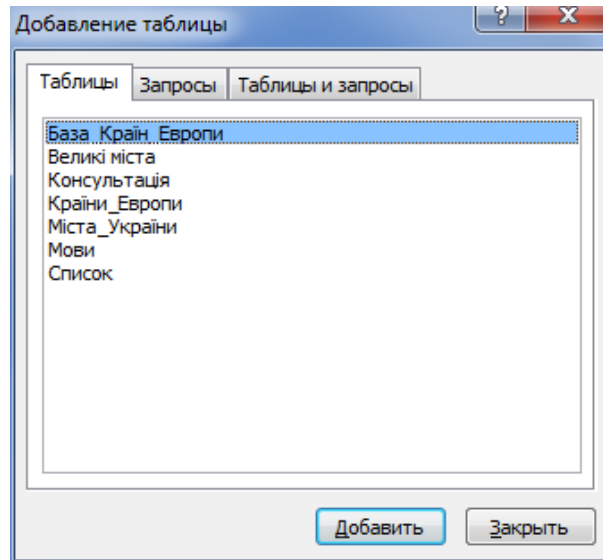 Добавление таблицы
Таблицы Запросы Таблицы и запросы
База_Країн_Европи
Великі міста
Консультація
Країни_Европи
Міста_України
Мови
Список
Добавить Закрыть